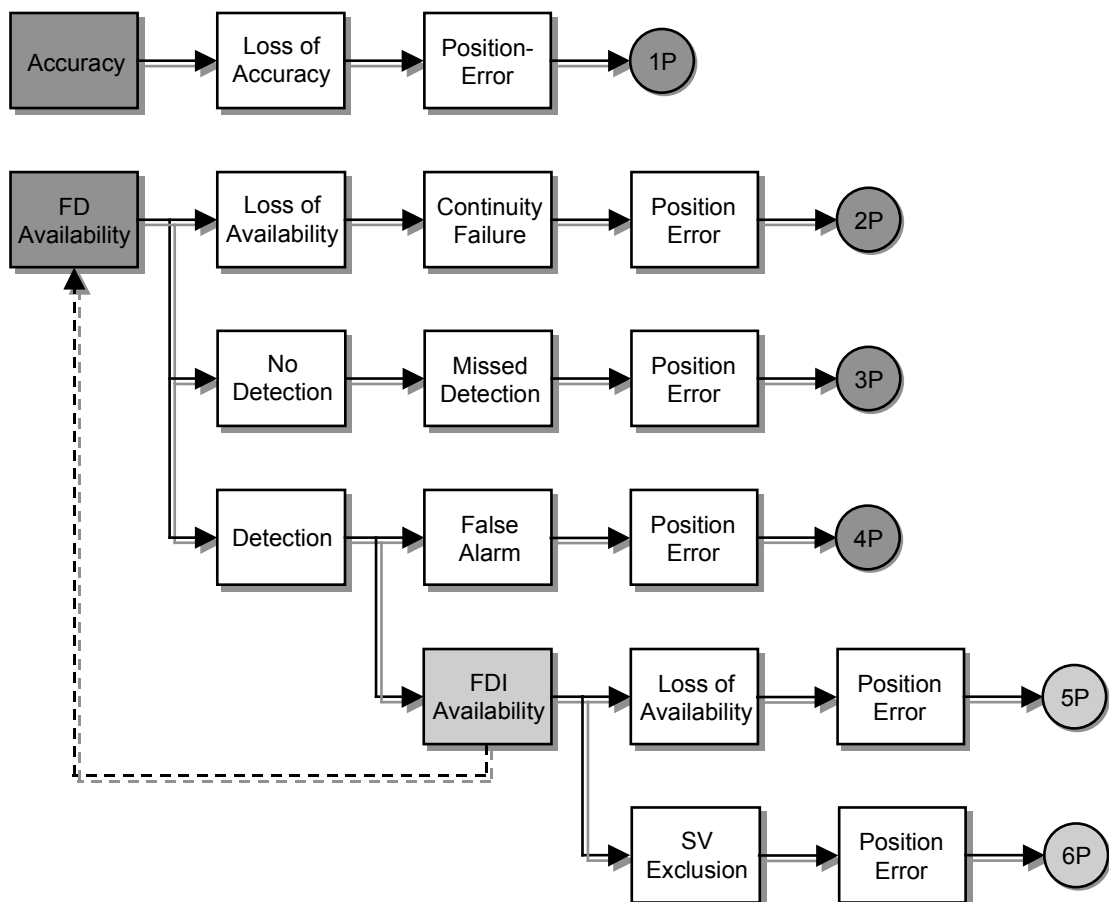 Accuracy
Loss of
Accuracy
Position-
Error
1P
FD
Availability
Loss of
Availability
Continuity
Failure
Position
Error
2P
No
Detection
Missed
Detection
Position
Error
3P
Detection
False
Alarm
Position
Error
4P
FDI
Availability
Loss of
Availability
Position
Error
5P
SV
Exclusion
Position
Error
6P